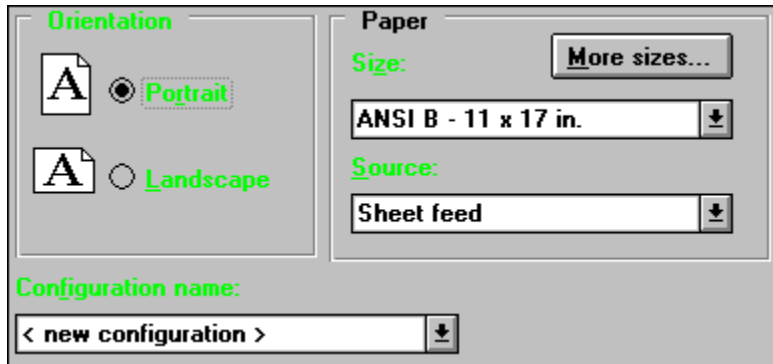 Orientation
A Portrait
A Landscape
Paper
Size:
More sizes...
ANSI B - 11 x 17 in.
Source:
Sheet feed
Configuration name:
< new configuration >